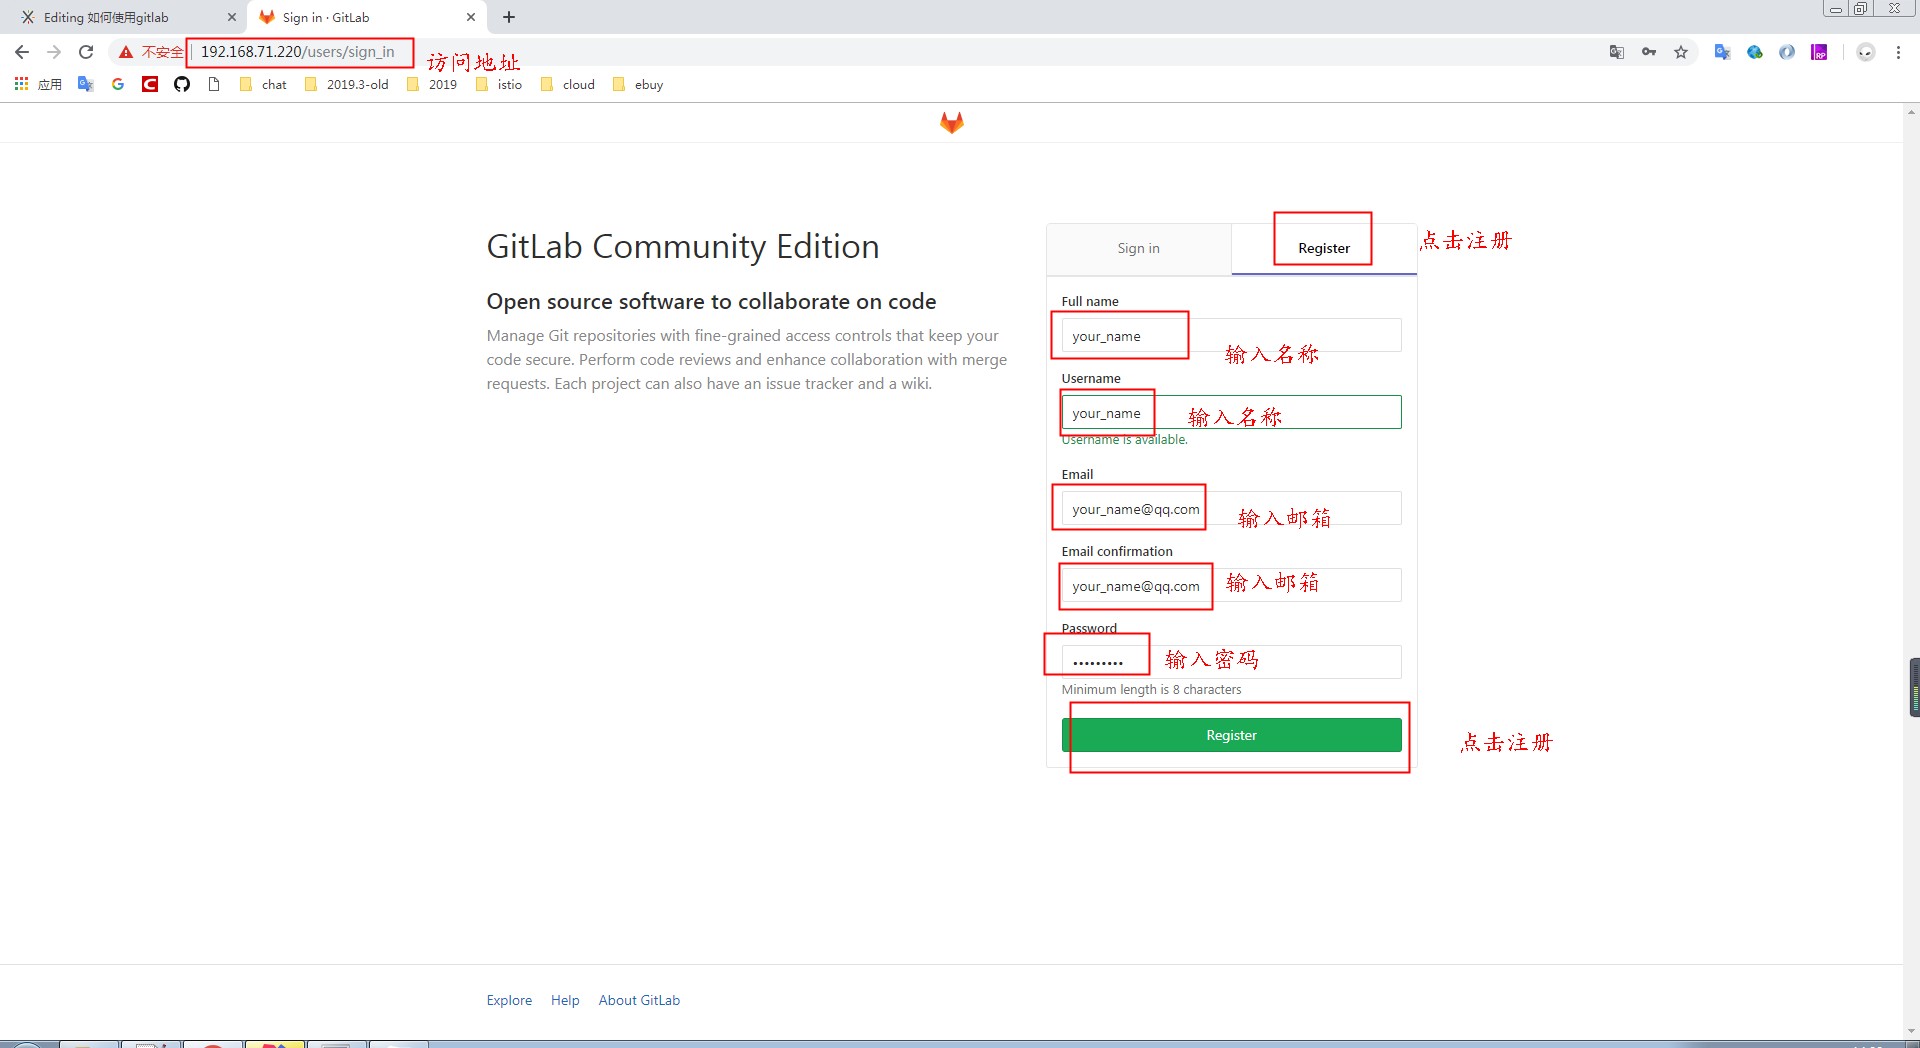 Editing 如何使用gitlab
Sign in · GitLab
不安全 192.168.71.220/users/sign_in
访问地址
应用 chat 2019.3-old 2019 istio cloud ebuy
GitLab Community Edition
Open source software to collaborate on code
Manage Git repositories with fine-grained access controls that keep your
code secure. Perform code reviews and enhance collaboration with merge
requests. Each project can also have an issue tracker and a wiki.
Sign in
Register
点击注册
Full name
your_name
输入名称
Username
your_name
输入名称
Username is available.
Email
your_name@qq.com
输入邮箱
Email confirmation
your_name@qq.com
输入邮箱
Password
输入密码
Minimum length is 8 characters
Register
点击注册
Explore Help About GitLab